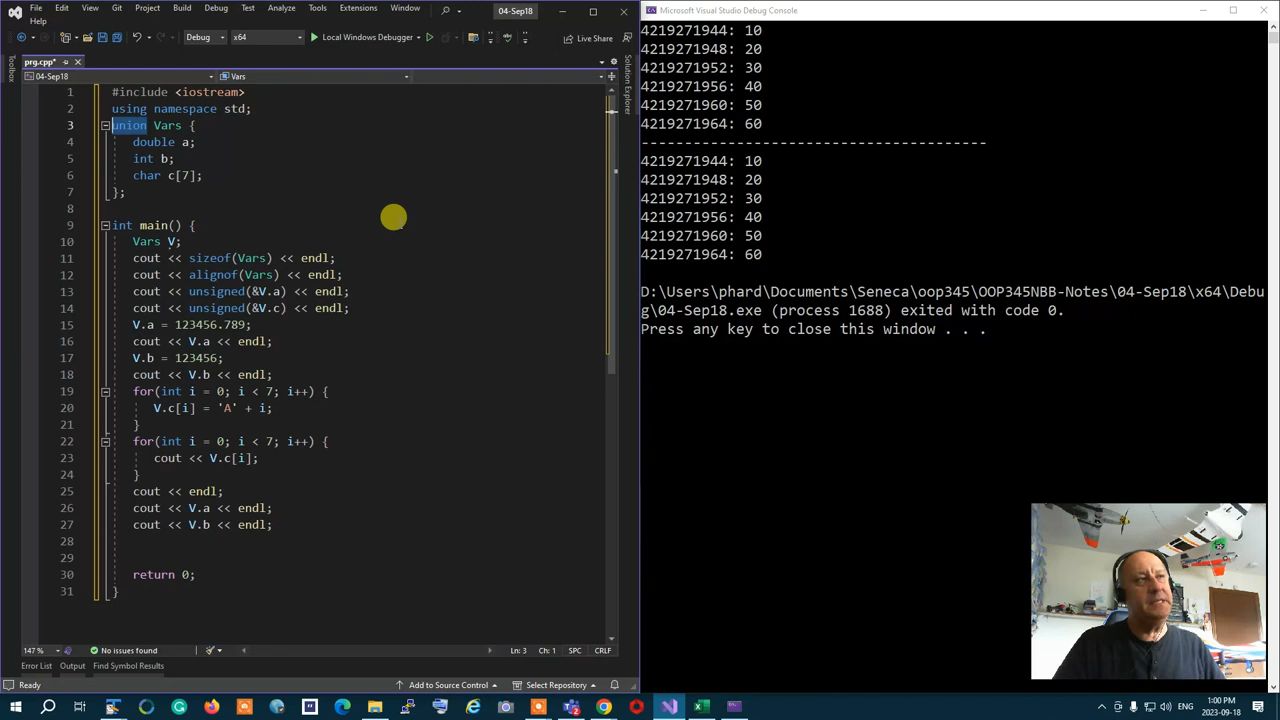 File Edit View Git Project Build Debug Test Analyze
Tools Extensions Window Help
04-Sep18
Debug x64 Local Windows Debugger Live Share
Toolbox
prg.cpp*
04-Sep18 Vars
Solution Explorer
1 #include <iostream>
2 using namespace std;
3 union Vars {
4 double a;
5 int b;
6 char c[7];
7 };
8
9 int main() {
10 Vars V;
11 cout << sizeof(Vars) << endl;
12 cout << alignof(Vars) << endl;
13 cout << unsigned(&V.a) << endl;
14 cout << unsigned(&V.c) << endl;
15 V.a = 123456.789;
16 cout << V.a << endl;
17 V.b = 123456;
18 cout << V.b << endl;
19 for(int i = 0; i < 7; i++) {
20 V.c[i] = 'A' + i;
21 }
22 for(int i = 0; i < 7; i++) {
23 cout << V.c[i];
24 }
25 cout << endl;
26 cout << V.a << endl;
27 cout << V.b << endl;
28
29
30 return 0;
31 }
147 % No issues found Ln: 3 Ch: 1 SPC CRLF
Error List Output Find Symbol Results
Ready Add to Source Control Select Repository
Microsoft Visual Studio Debug Console
4219271944: 10
4219271948: 20
4219271952: 30
4219271956: 40
4219271960: 50
4219271964: 60
-----------------------------------------
4219271944: 10
4219271948: 20
4219271952: 30
4219271956: 40
4219271960: 50
4219271964: 60
D:\Users\phard\Documents\Seneca\oop345\OOP345NBB-Notes\04-Sep18\x64\Debu
g\04-Sep18.exe (process 1688) exited with code 0.
Press any key to close this window . . .
ENG
1:00 PM
2023-09-18